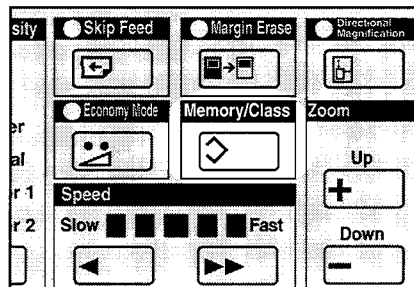 sity
Skip Feed
Margin Erase
Directional
Magnification
Economy Mode
Memory/Class
Zoom
er
al
r 1
r 2
Speed
Slow
Fast
Up
+
Down
−